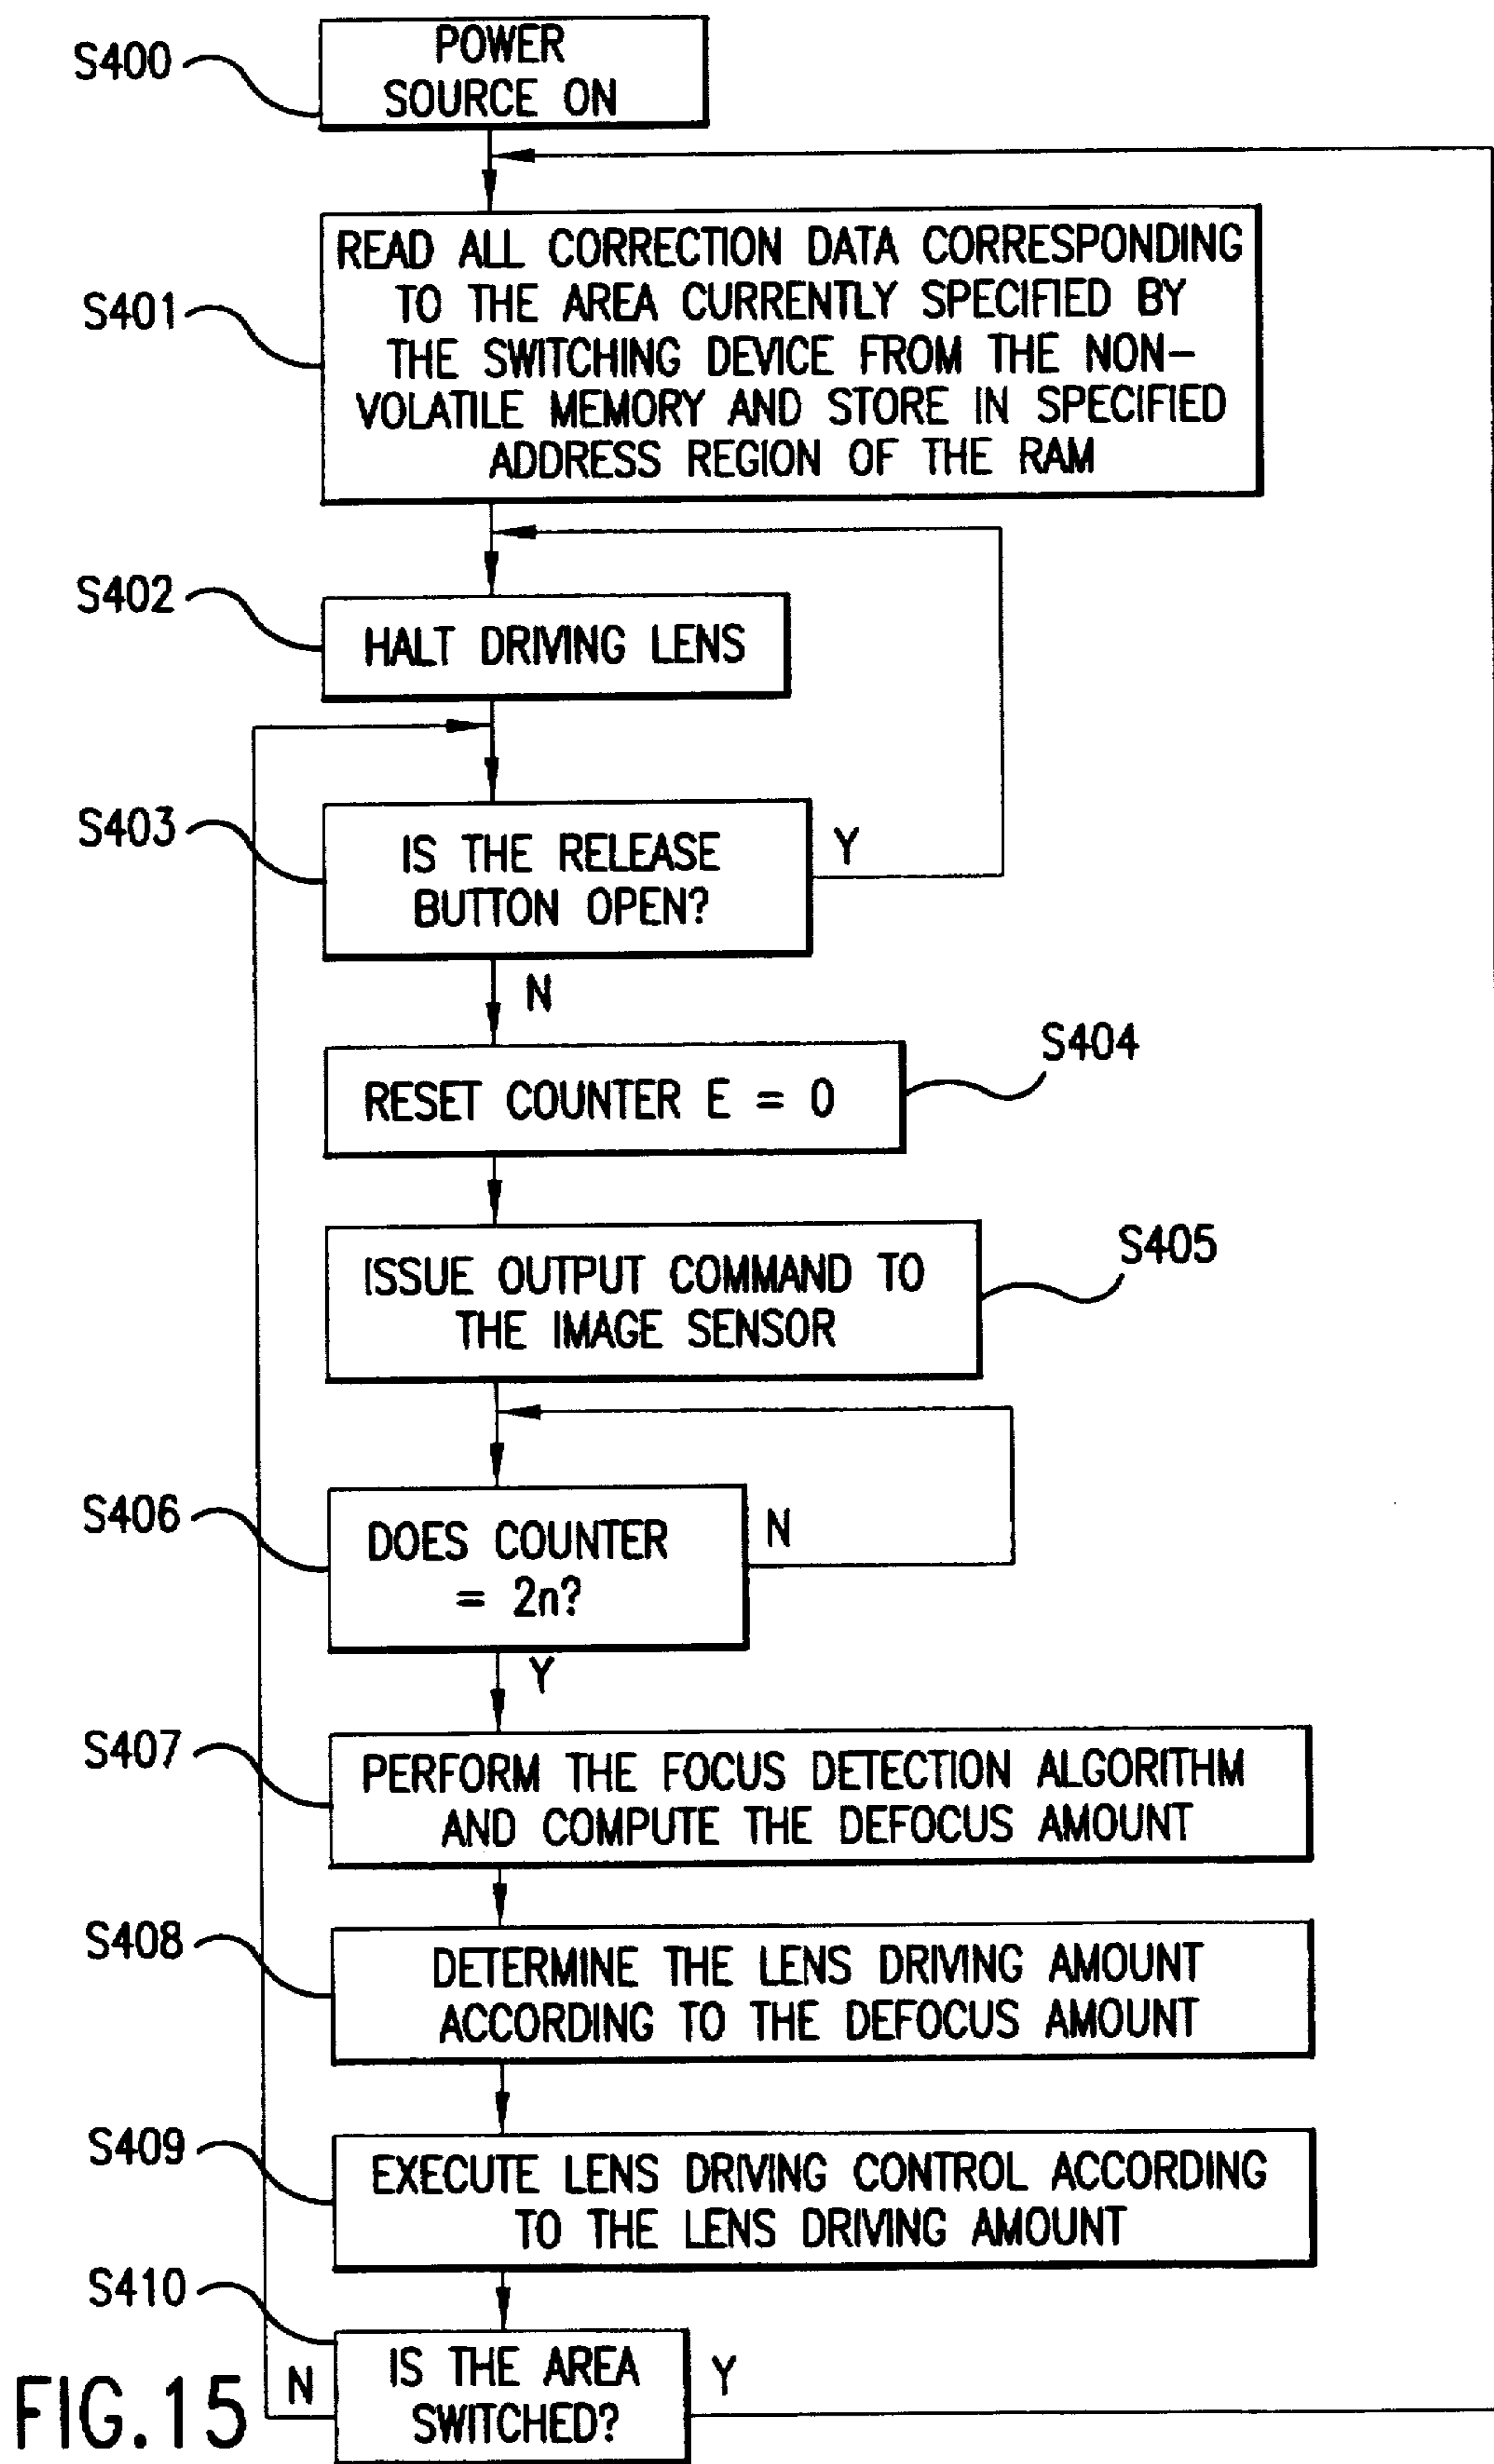 S400
POWER
SOURCE ON
S401
READ ALL CORRECTION DATA CORRESPONDING
TO THE AREA CURRENTLY SPECIFIED BY
THE SWITCHING DEVICE FROM THE NON-
VOLATILE MEMORY AND STORE IN SPECIFIED
ADDRESS REGION OF THE RAM
S402
HALT DRIVING LENS
S403
IS THE RELEASE
BUTTON OPEN?
Y
N
S404
RESET COUNTER E = 0
S405
ISSUE OUTPUT COMMAND TO
THE IMAGE SENSOR
S406
DOES COUNTER
= 2n?
N
Y
S407
PERFORM THE FOCUS DETECTION ALGORITHM
AND COMPUTE THE DEFOCUS AMOUNT
S408
DETERMINE THE LENS DRIVING AMOUNT
ACCORDING TO THE DEFOCUS AMOUNT
S409
EXECUTE LENS DRIVING CONTROL ACCORDING
TO THE LENS DRIVING AMOUNT
S410
IS THE AREA
SWITCHED?
N
Y
FIG.15